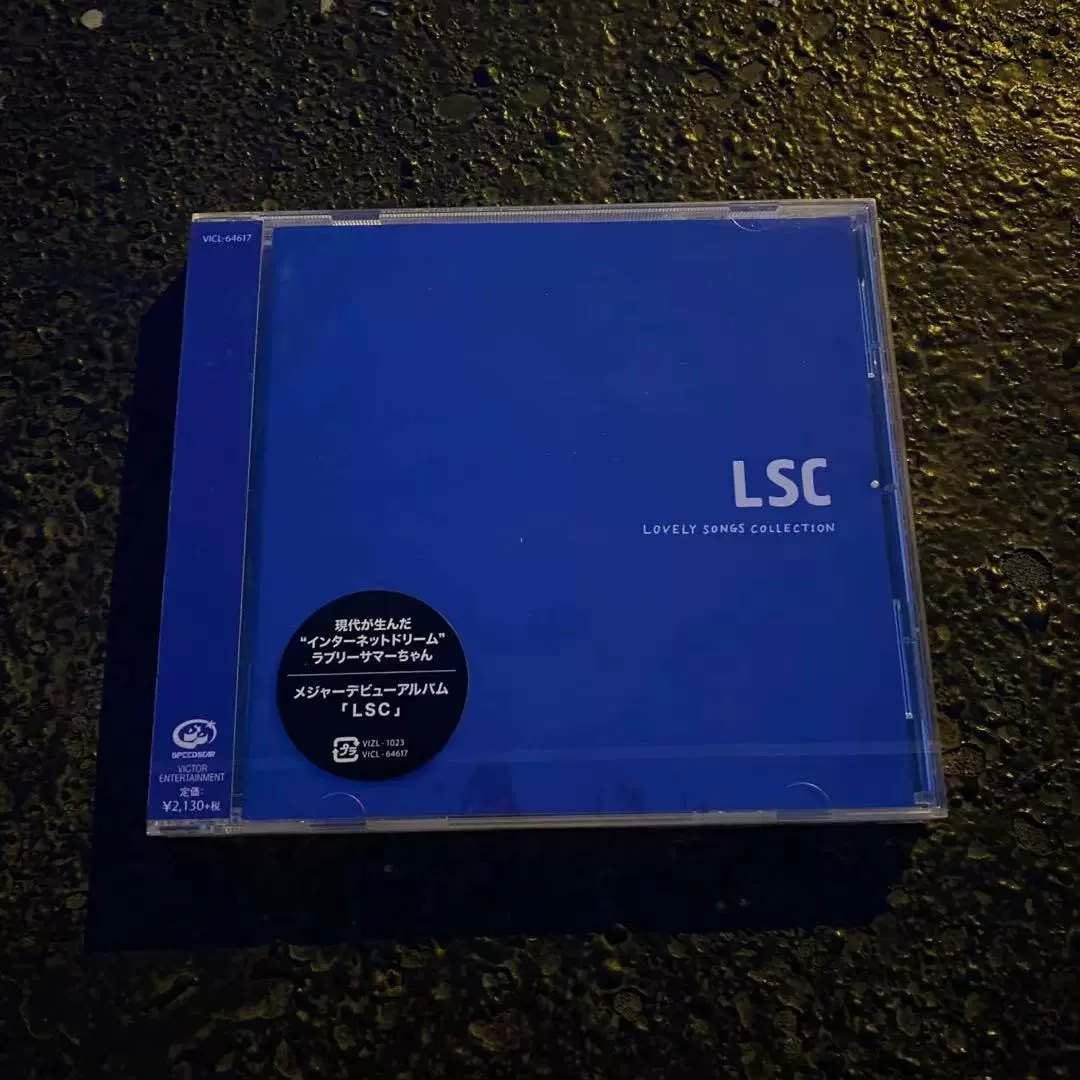 VICL-64617
LSC
LOVELY SONGS COLLECTION
現代が生んだ
“インターネットドリーム”
ラブリーサマーちゃん
メジャーデビューアルバム
「LSC」
プラ
VIZL-1023
VICL-64617
SPEEDSTAR
VICTOR
ENTERTAINMENT
定価:
¥2,130+税